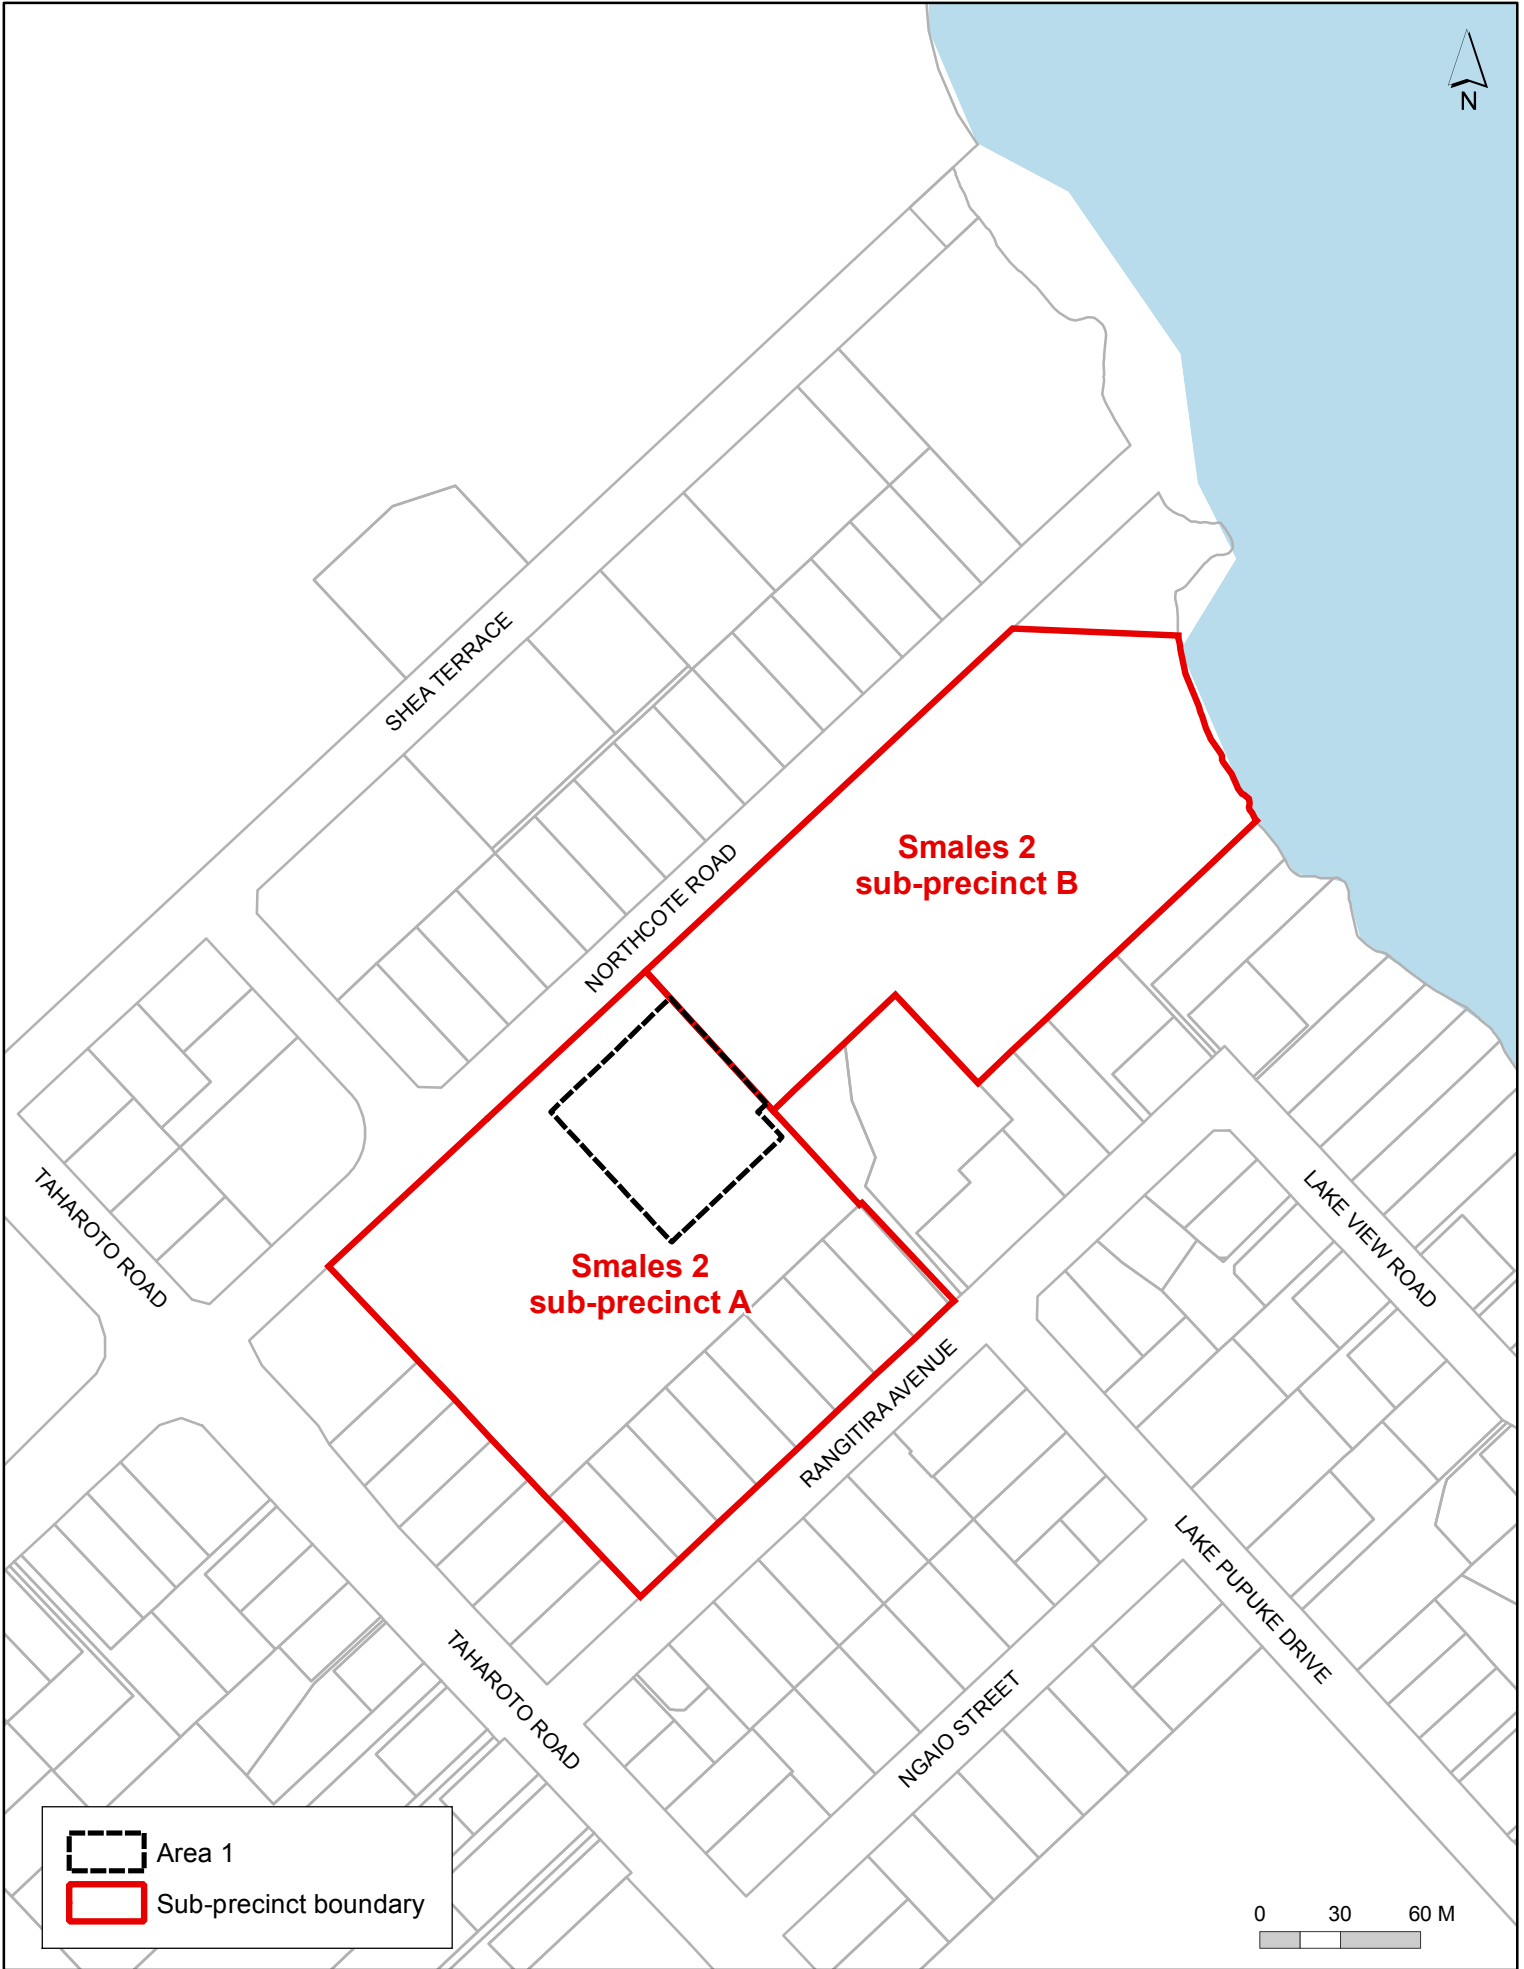 N
SHEA TERRACE
NORTHCOTE ROAD
Smales 2
sub-precinct B
TAHAROTO ROAD
LAKE VIEW ROAD
Smales 2
sub-precinct A
RANGITIRA AVENUE
LAKE PUPUKE DRIVE
TAHAROTO ROAD
NGAIO STREET
Area 1
Sub-precinct boundary
0 30 60 M